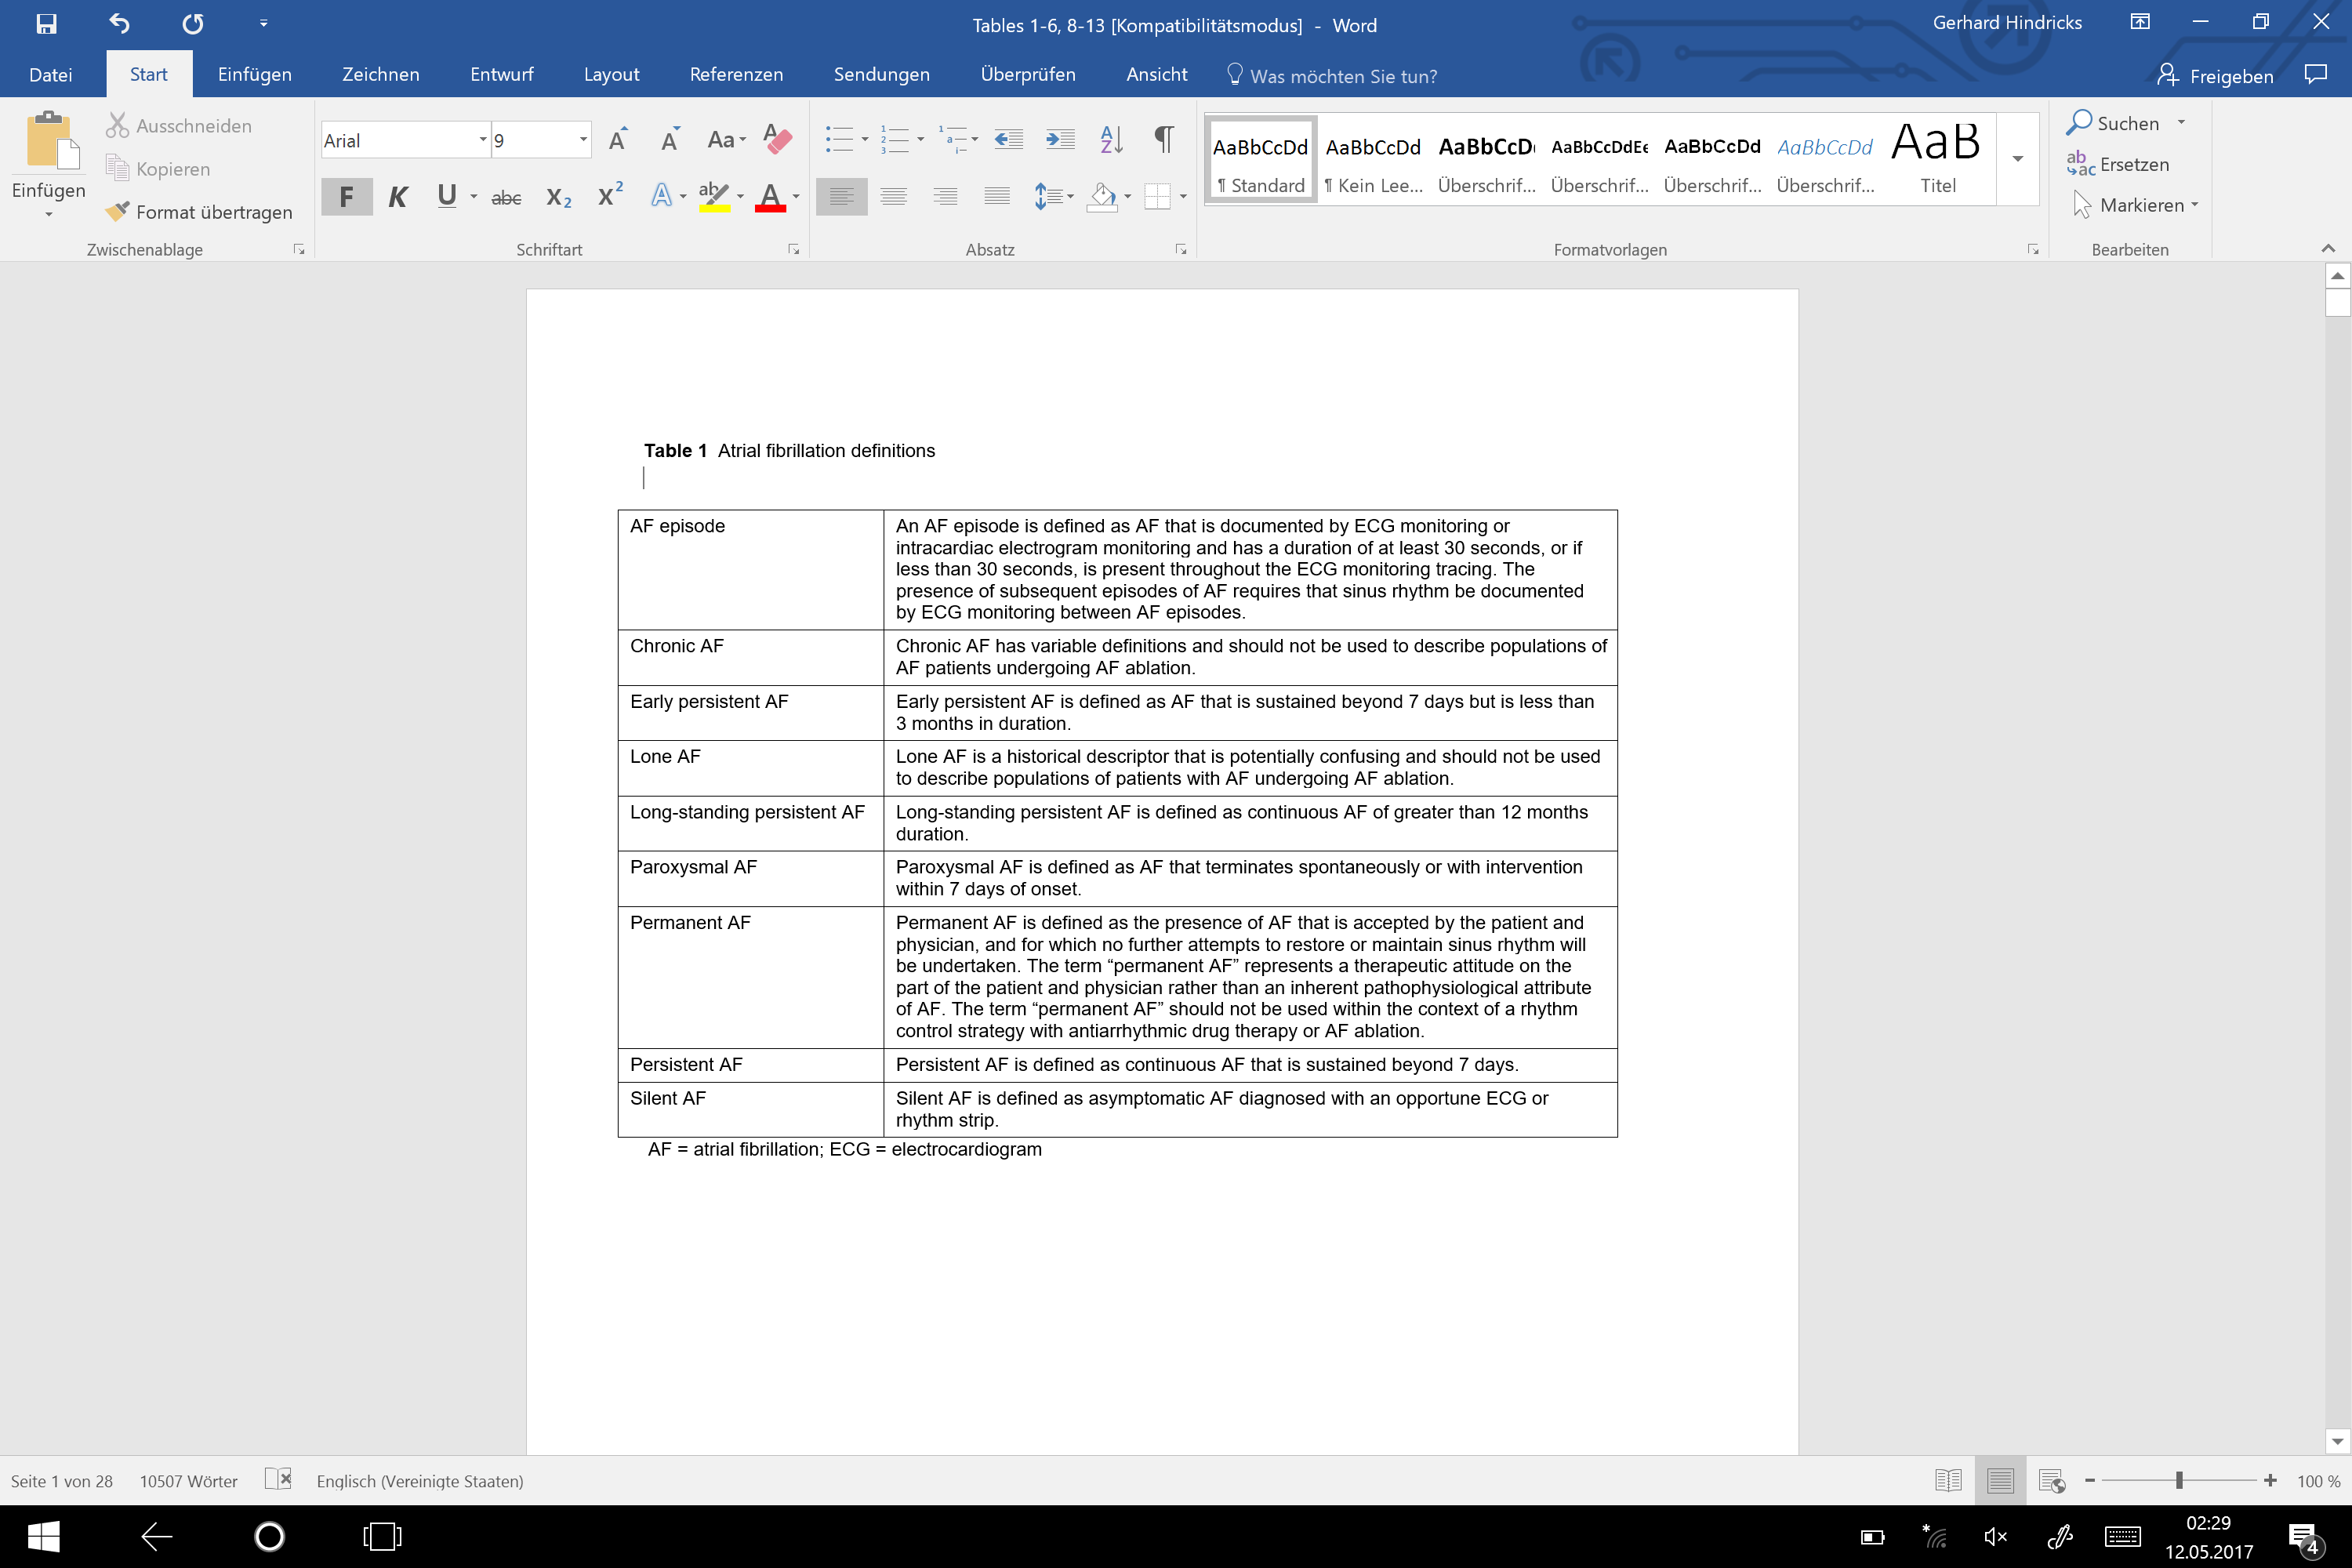 Tables 1-6, 8-13 [Kompatibilitätsmodus] - Word
Gerhard Hindricks
Datei
Start
Einfügen
Zeichnen
Entwurf
Layout
Referenzen
Sendungen
Überprüfen
Ansicht
Was möchten Sie tun?
Freigeben
Einfügen
Ausschneiden
Kopieren
Format übertragen
Zwischenablage
Arial
9
Schriftart
Absatz
AaBbCcDd
¶ Standard
AaBbCcDd
¶ Kein Lee...
AaBbCcD
Überschrif...
AaBbCcDdEe
Überschrif...
AaBbCcDd
Überschrif...
AaBbCcDd
Überschrif...
AaB
Titel
Formatvorlagen
Suchen
Ersetzen
Markieren
Bearbeiten
Table 1 Atrial fibrillation definitions
AF episode
An AF episode is defined as AF that is documented by ECG monitoring or
intracardiac electrogram monitoring and has a duration of at least 30 seconds, or if
less than 30 seconds, is present throughout the ECG monitoring tracing. The
presence of subsequent episodes of AF requires that sinus rhythm be documented
by ECG monitoring between AF episodes.
Chronic AF
Chronic AF has variable definitions and should not be used to describe populations of
AF patients undergoing AF ablation.
Early persistent AF
Early persistent AF is defined as AF that is sustained beyond 7 days but is less than
3 months in duration.
Lone AF
Lone AF is a historical descriptor that is potentially confusing and should not be used
to describe populations of patients with AF undergoing AF ablation.
Long-standing persistent AF
Long-standing persistent AF is defined as continuous AF of greater than 12 months
duration.
Paroxysmal AF
Paroxysmal AF is defined as AF that terminates spontaneously or with intervention
within 7 days of onset.
Permanent AF
Permanent AF is defined as the presence of AF that is accepted by the patient and
physician, and for which no further attempts to restore or maintain sinus rhythm will
be undertaken. The term “permanent AF” represents a therapeutic attitude on the
part of the patient and physician rather than an inherent pathophysiological attribute
of AF. The term “permanent AF” should not be used within the context of a rhythm
control strategy with antiarrhythmic drug therapy or AF ablation.
Persistent AF
Persistent AF is defined as continuous AF that is sustained beyond 7 days.
Silent AF
Silent AF is defined as asymptomatic AF diagnosed with an opportune ECG or
rhythm strip.
AF = atrial fibrillation; ECG = electrocardiogram
Seite 1 von 28
10507 Wörter
Englisch (Vereinigte Staaten)
100 %
02:29
12.05.2017
4